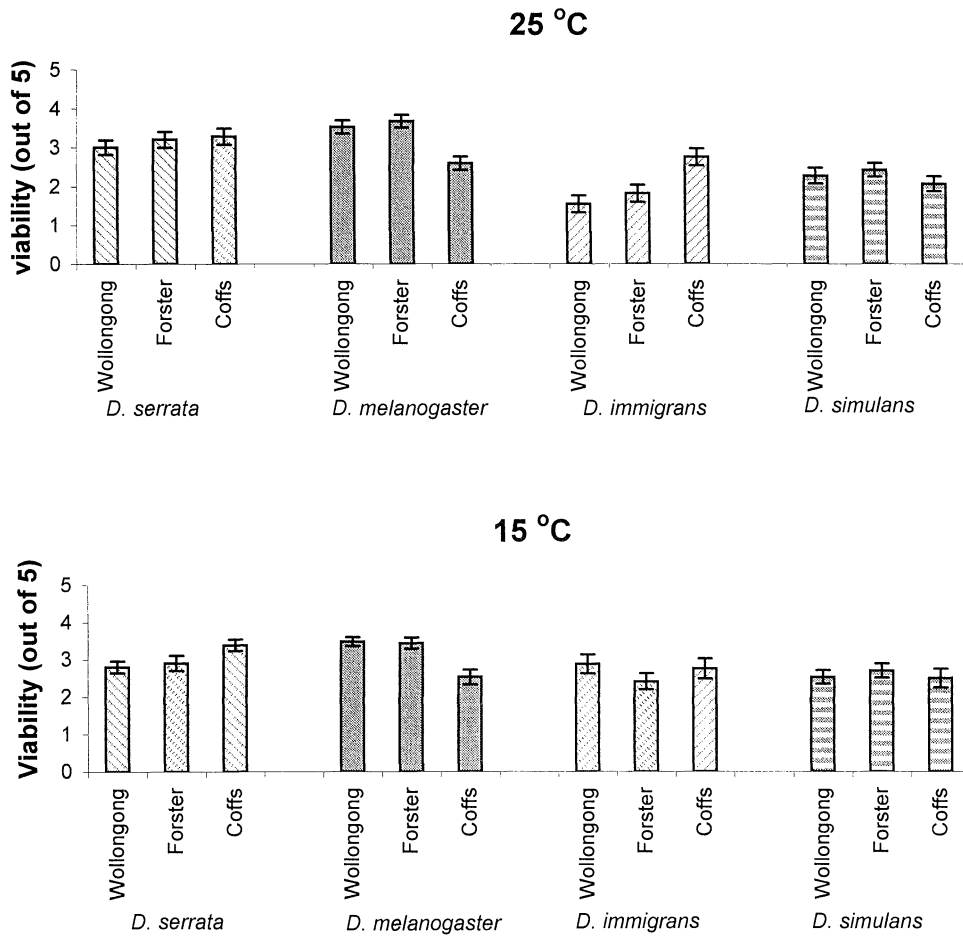 25 °C
viability (out of 5)
5
4
3
2
1
0
Wollongong
Forster
Coffs
Wollongong
Forster
Coffs
Wollongong
Forster
Coffs
Wollongong
Forster
Coffs
D. serrata
D. melanogaster
D. immigrans
D. simulans
15 °C
Viability (out of 5)
5
4
3
2
1
0
Wollongong
Forster
Coffs
Wollongong
Forster
Coffs
Wollongong
Forster
Coffs
Wollongong
Forster
Coffs
D. serrata
D. melanogaster
D. immigrans
D. simulans